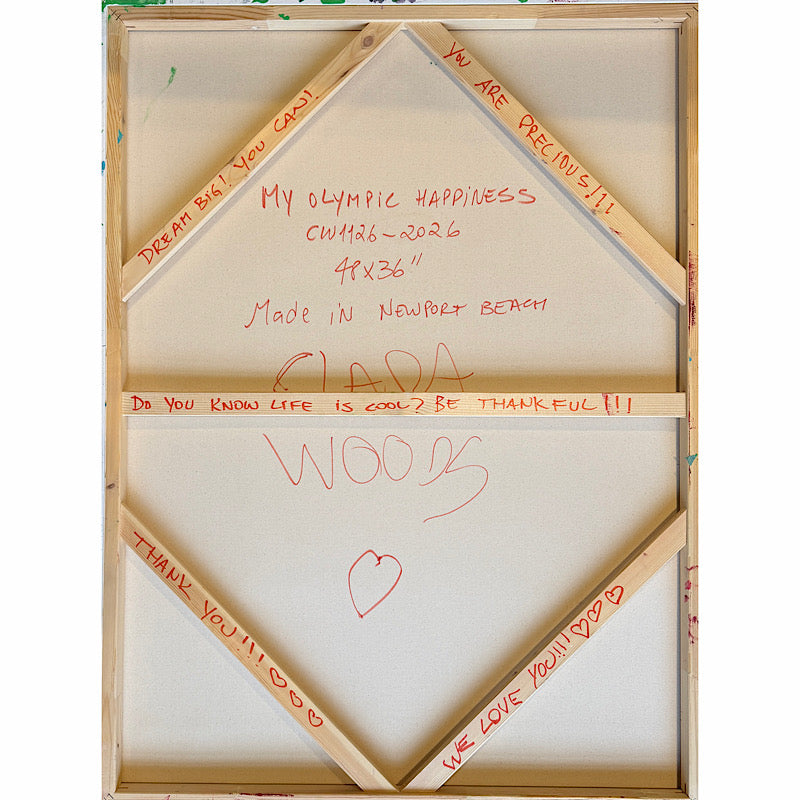 DREAM BIG! YOU CAN!
YOU ARE PRECIOUS!!!
MY OLYMPIC HAPPINESS
CW1126-2026
48x36"
Made iN NEWPORT BEACH
CLARA
DO YOU KNOW LIFE iS COOL? BE THANKFUL!!!
WOODS
THANK YOU!!! ♡♡♡
WE LOVE YOU!!!! ♡♡♡